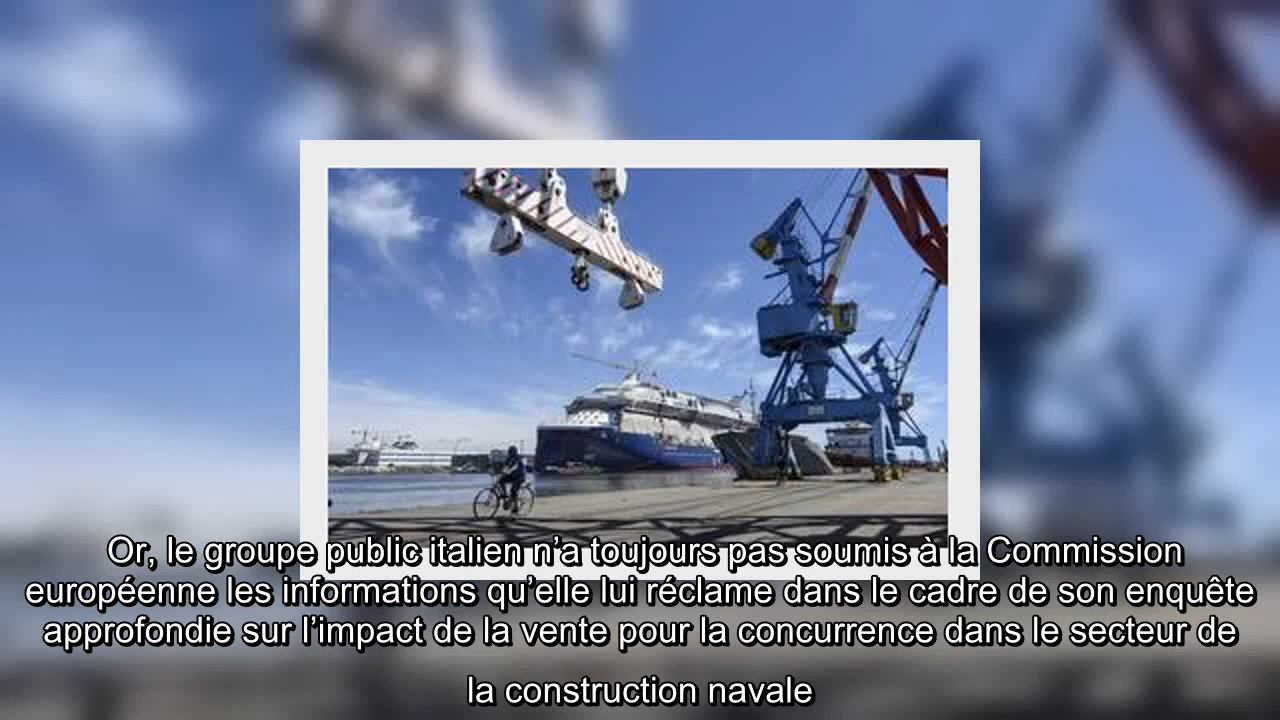 Or, le groupe public italien n’a toujours pas soumis à la Commission
européenne les informations qu’elle lui réclame dans le cadre de son enquête
approfondie sur l’impact de la vente pour la concurrence dans le secteur de
la construction navale